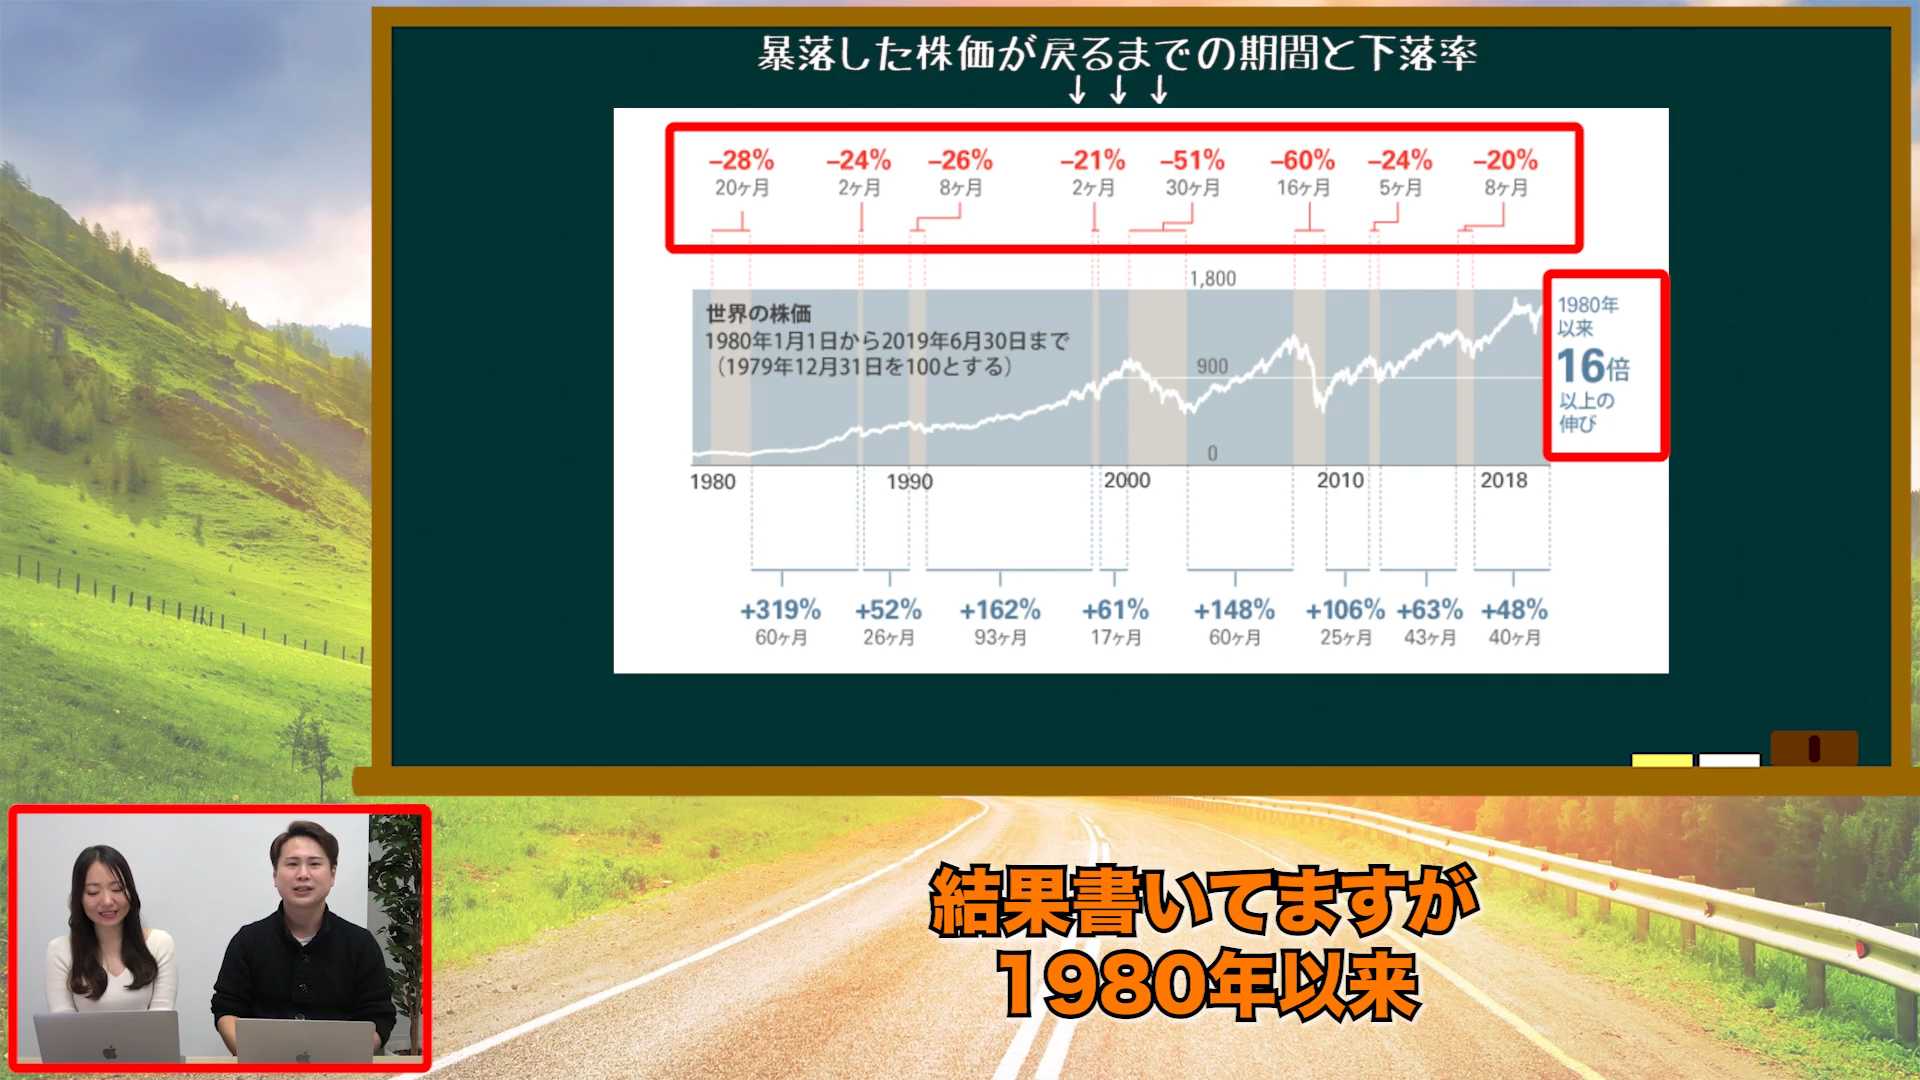 暴落した株価が戻るまでの期間と下落率
↓ ↓ ↓
−28% −24% −26% −21% −51% −60% −24% −20%
20ヶ月 2ヶ月 8ヶ月 2ヶ月 30ヶ月 16ヶ月 5ヶ月 8ヶ月
1,800
世界の株価
1980年1月1日から2019年6月30日まで
（1979年12月31日を100とする）
900
0
1980年
以来
16倍
以上の
伸び
1980 1990 2000 2010 2018
+319% +52% +162% +61% +148% +106% +63% +48%
60ヶ月 26ヶ月 93ヶ月 17ヶ月 60ヶ月 25ヶ月 43ヶ月 40ヶ月
結果書いてますが
1980年以来